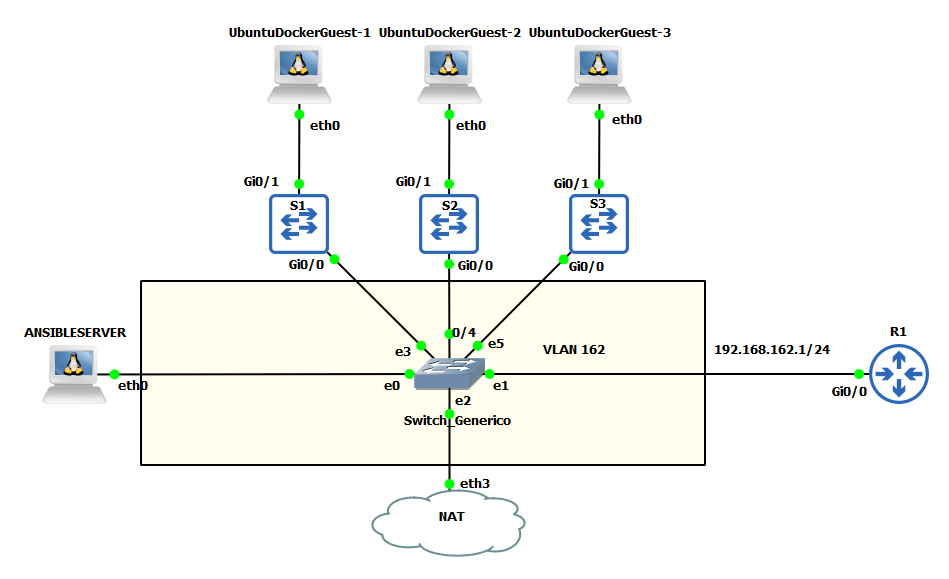 UbuntuDockerGuest-1
UbuntuDockerGuest-2
UbuntuDockerGuest-3
eth0
eth0
eth0
Gi0/1
Gi0/1
Gi0/1
S1
S2
S3
Gi0/0
Gi0/0
Gi0/0
ANSIBLESERVER
0/4
e3
e5
VLAN 162
192.168.162.1/24
R1
eth0
e0
e1
Gi0/0
e2
Switch_Generico
eth3
NAT